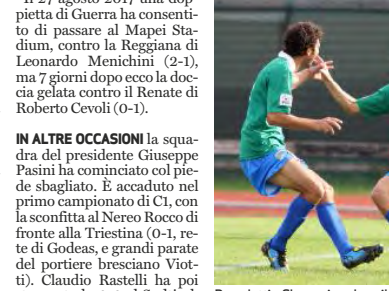 Il 27 agosto 2017 una dop-
pietta di Guerra ha consenti-
to di passare al Mapei Sta-
dium, contro la Reggiana di
Leonardo Menichini (2-1),
ma 7 giorni dopo ecco la doc-
cia gelata contro il Renate di
Roberto Cevoli (0-1).
IN ALTRE OCCASIONI la squa-
dra del presidente Giuseppe
Pasini ha cominciato col pie-
de sbagliato. È accaduto nel
primo campionato di C1, con
la sconfitta al Nereo Rocco di
fronte alla Triestina (0-1, re-
te di Godeas, e grandi parate
del portiere bresciano Viot-
ti). Claudio Rastelli ha poi